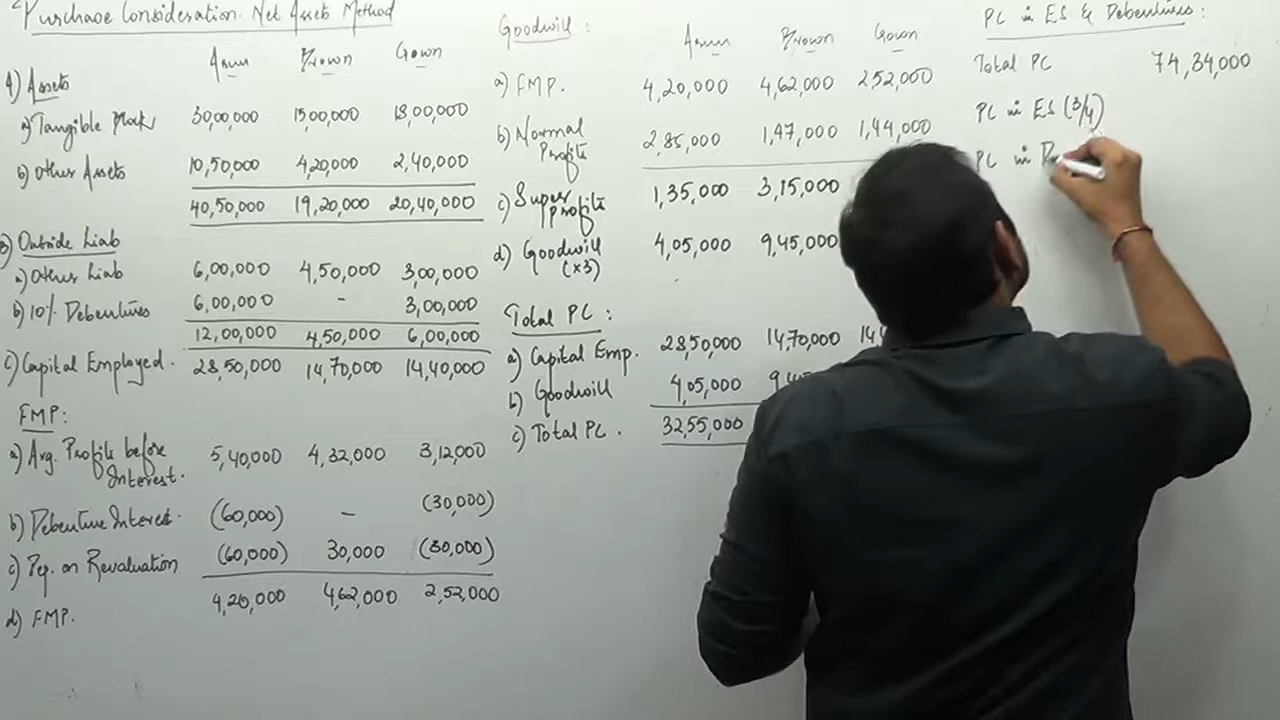 Purchase Consideration. Net Assets Method
Arun Brown Gown
A) Assets
a) Tangible Block 30,00,000 15,00,000 18,00,000
b) Other Assets 10,50,000 4,20,000 2,40,000
40,50,000 19,20,000 20,40,000
B) Outside Liab
a) Other Liab 6,00,000 4,50,000 3,00,000
b) 10% Debentures 6,00,000 - 3,00,000
12,00,000 4,50,000 6,00,000
C) Capital Employed. 28,50,000 14,70,000 14,40,000
FMP:
a) Avg. Profits before Interest. 5,40,000 4,32,000 3,12,000
b) Debenture Interest. (60,000) - (30,000)
c) Dep. on Revaluation (60,000) 30,000 (30,000)
d) FMP. 4,20,000 4,62,000 2,52,000
Goodwill :
Arun Brown Gown
a) FMP. 4,20,000 4,62,000 2,52,000
b) Normal Profits 2,85,000 1,47,000 1,44,000
c) Super Profits 1,35,000 3,15,000
d) Goodwill (x3) 4,05,000 9,45,000
Total PC :
a) Capital Emp. 28,50,000 14,70,000
b) Goodwill 4,05,000
c) Total PC. 32,55,000
PC in ES & Debentures :
Total PC 74,34,000
PC in ES (3/4)
PC in